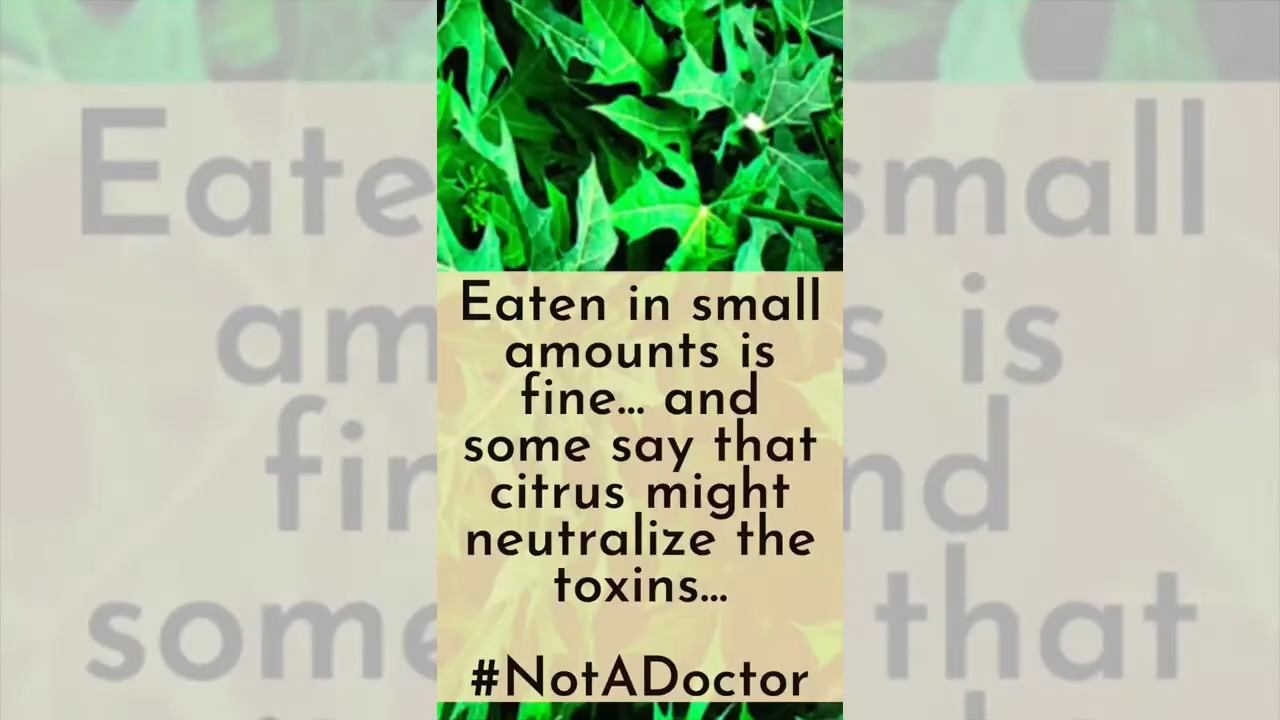 Eaten in small
amounts is
fine... and
some say that
citrus might
neutralize the
toxins...
#NotADoctor